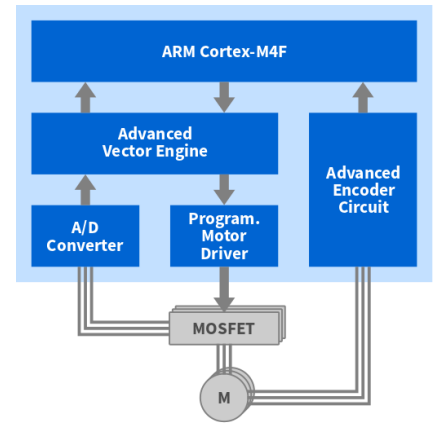 ARM Cortex-M4F
Advanced
Vector Engine
Advanced
Encoder
Circuit
A/D
Converter
Program.
Motor
Driver
MOSFET
M